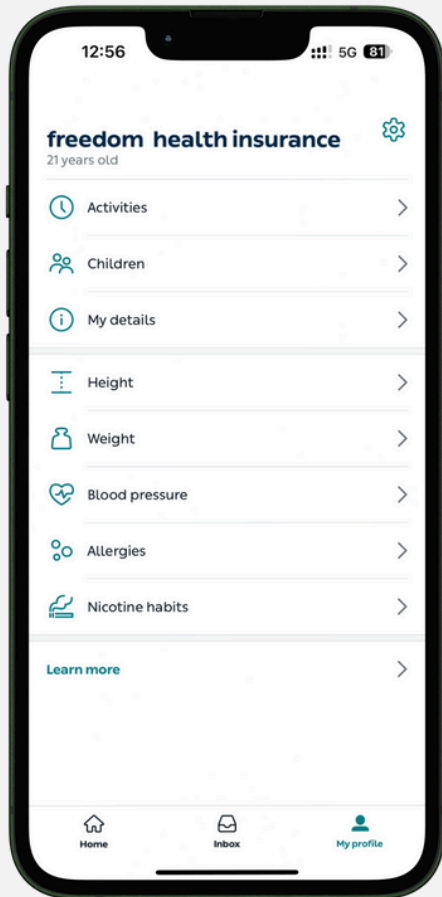 12:56
5G 81
freedom health insurance
21 years old
Activities
Children
My details
Height
Weight
Blood pressure
Allergies
Nicotine habits
Learn more
Home
Inbox
My profile